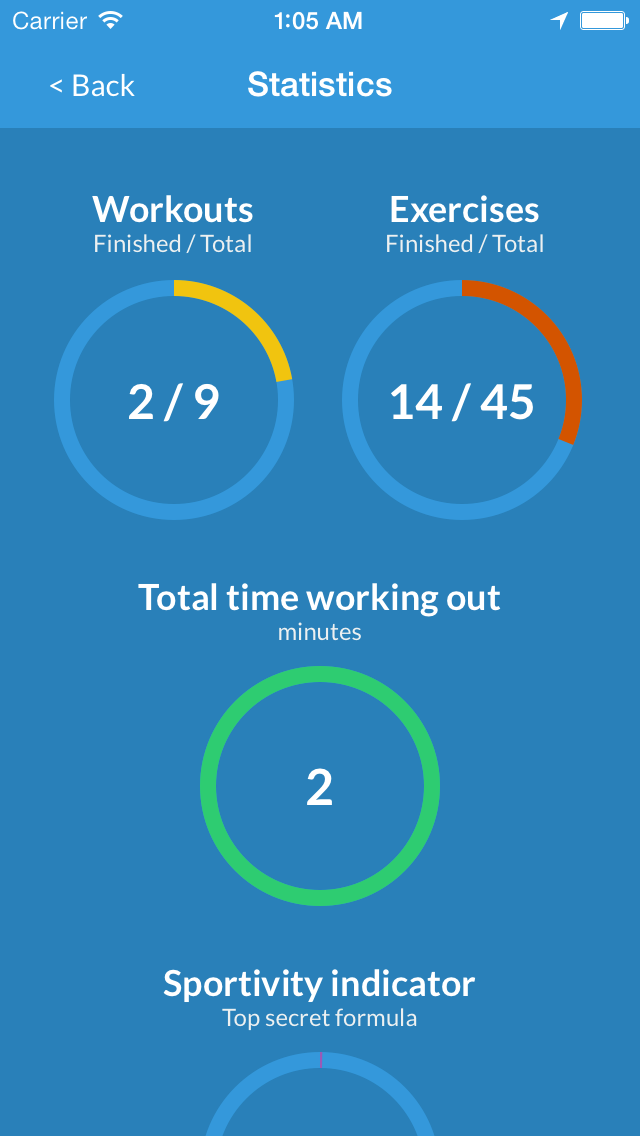 Carrier 1:05 AM
< Back Statistics
Workouts
Finished / Total
2 / 9
Exercises
Finished / Total
14 / 45
Total time working out
minutes
2
Sportivity indicator
Top secret formula